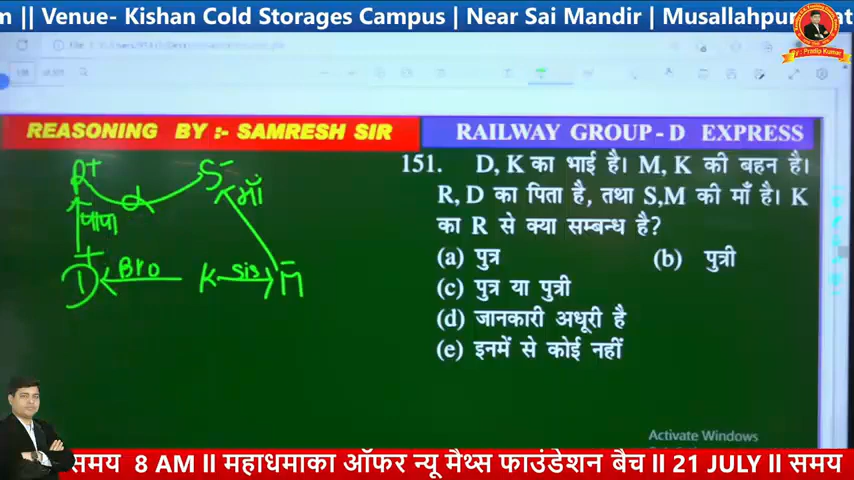 m || Venue- Kishan Cold Storages Campus | Near Sai Mandir | Musallahpur
Pradip Kumar
REASONING BY :- SAMRESH SIR
RAILWAY GROUP - D EXPRESS
151. D, K का भाई है। M, K की बहन है।
R, D का पिता है, तथा S,M की माँ है। K
का R से क्या सम्बन्ध है?
(a) पुत्र (b) पुत्री
(c) पुत्र या पुत्री
(d) जानकारी अधूरी है
(e) इनमें से कोई नहीं
R+ S-
पापा माँ
+ -
D Bro K sis M
Activate Windows
समय 8 AM II महाधमाका ऑफर न्यू मैथ्स फाउंडेशन बैच II 21 JULY II समय